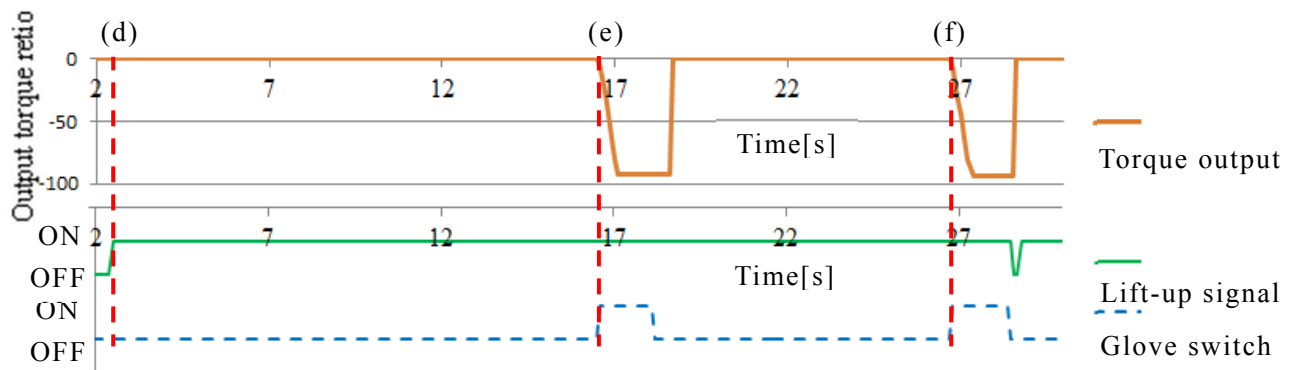 (d) (e) (f)
Output torque retio
0
-50
-100
2 7 12 17 22 27
Time[s]
Torque output
ON
OFF
2 7 12 17 22 27
Time[s]
Lift-up signal
ON
OFF
Glove switch